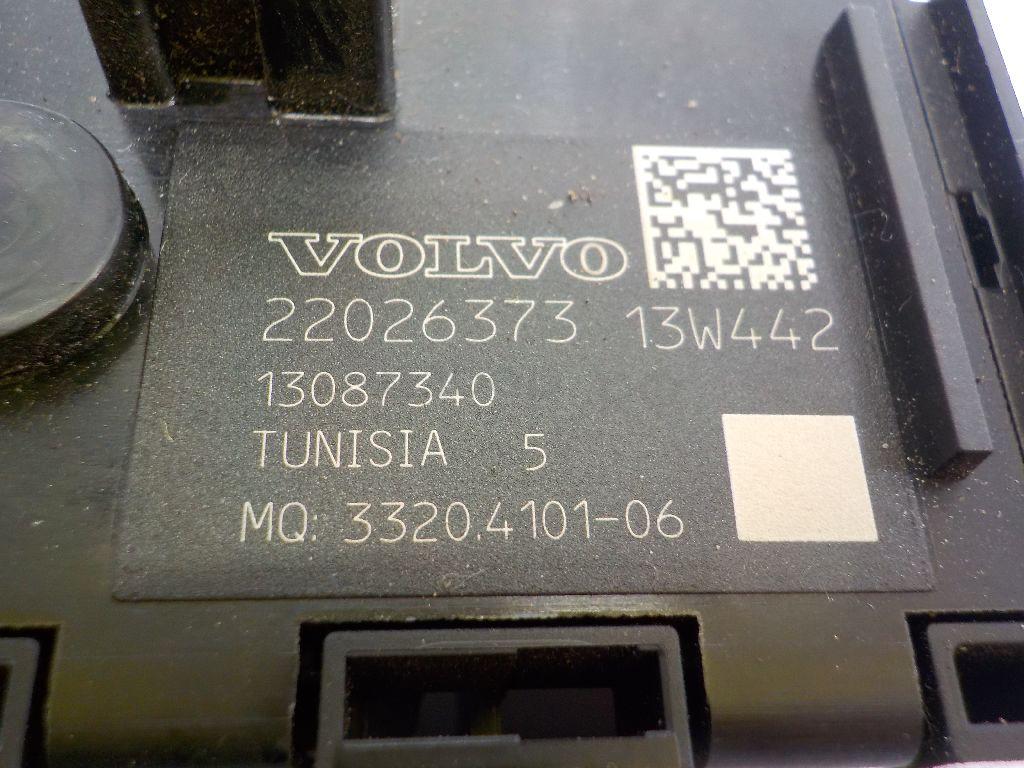 VOLVO
22026373 13W442
13087340
TUNISIA 5
MQ: 3320.4101-06